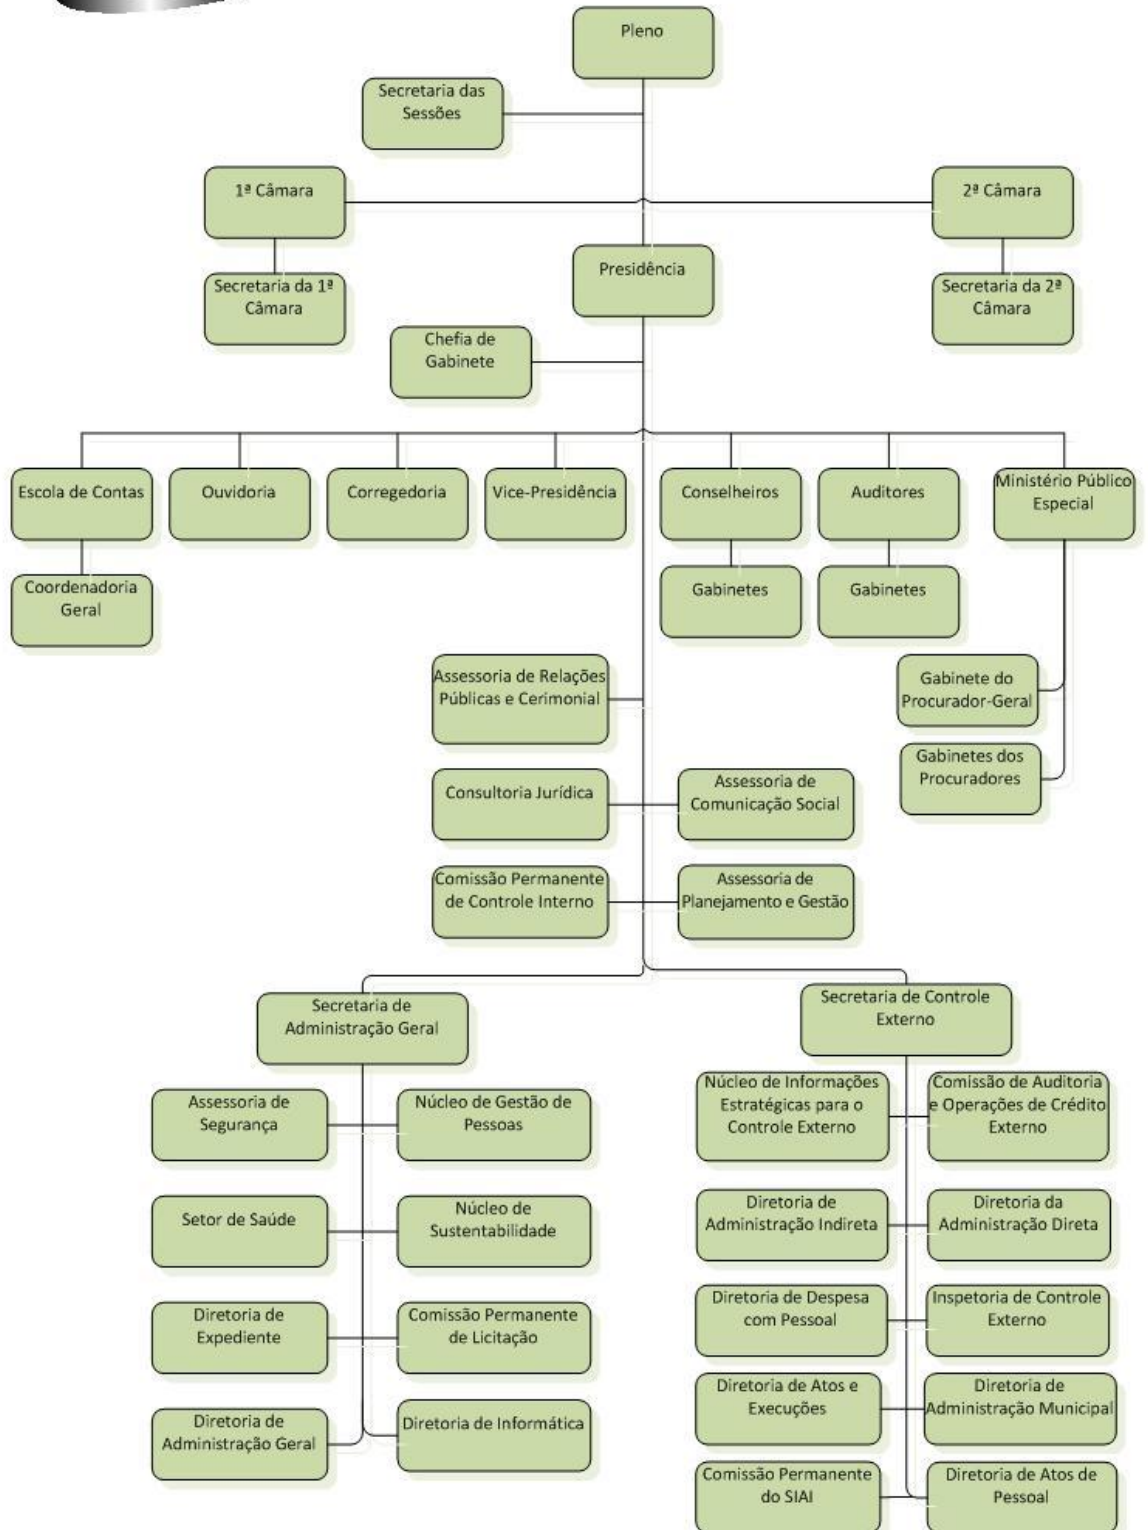 Pleno
Secretaria das
Sessões
1ª Câmara
2ª Câmara
Presidência
Secretaria da 1ª
Câmara
Secretaria da 2ª
Câmara
Chefia de
Gabinete
Escola de Contas
Ouvidoria
Corregedoria
Vice-Presidência
Conselheiros
Auditores
Ministério Público
Especial
Coordenadoria
Geral
Gabinetes
Gabinetes
Assessoria de Relações
Públicas e Cerimonial
Gabinete do
Procurador-Geral
Gabinetes dos
Procuradores
Consultoria Jurídica
Assessoria de
Comunicação Social
Comissão Permanente
de Controle Interno
Assessoria de
Planejamento e Gestão
Secretaria de
Administração Geral
Secretaria de Controle
Externo
Assessoria de
Segurança
Núcleo de Gestão de
Pessoas
Setor de Saúde
Núcleo de
Sustentabilidade
Diretoria de
Expediente
Comissão Permanente
de Licitação
Diretoria de
Administração Geral
Diretoria de Informática
Núcleo de Informações
Estratégicas para o
Controle Externo
Comissão de Auditoria
e Operações de Crédito
Externo
Diretoria de
Administração Indireta
Diretoria da
Administração Direta
Diretoria de Despesa
com Pessoal
Inspetoria de Controle
Externo
Diretoria de Atos e
Execuções
Diretoria de
Administração Municipal
Comissão Permanente
do SIAI
Diretoria de Atos de
Pessoal